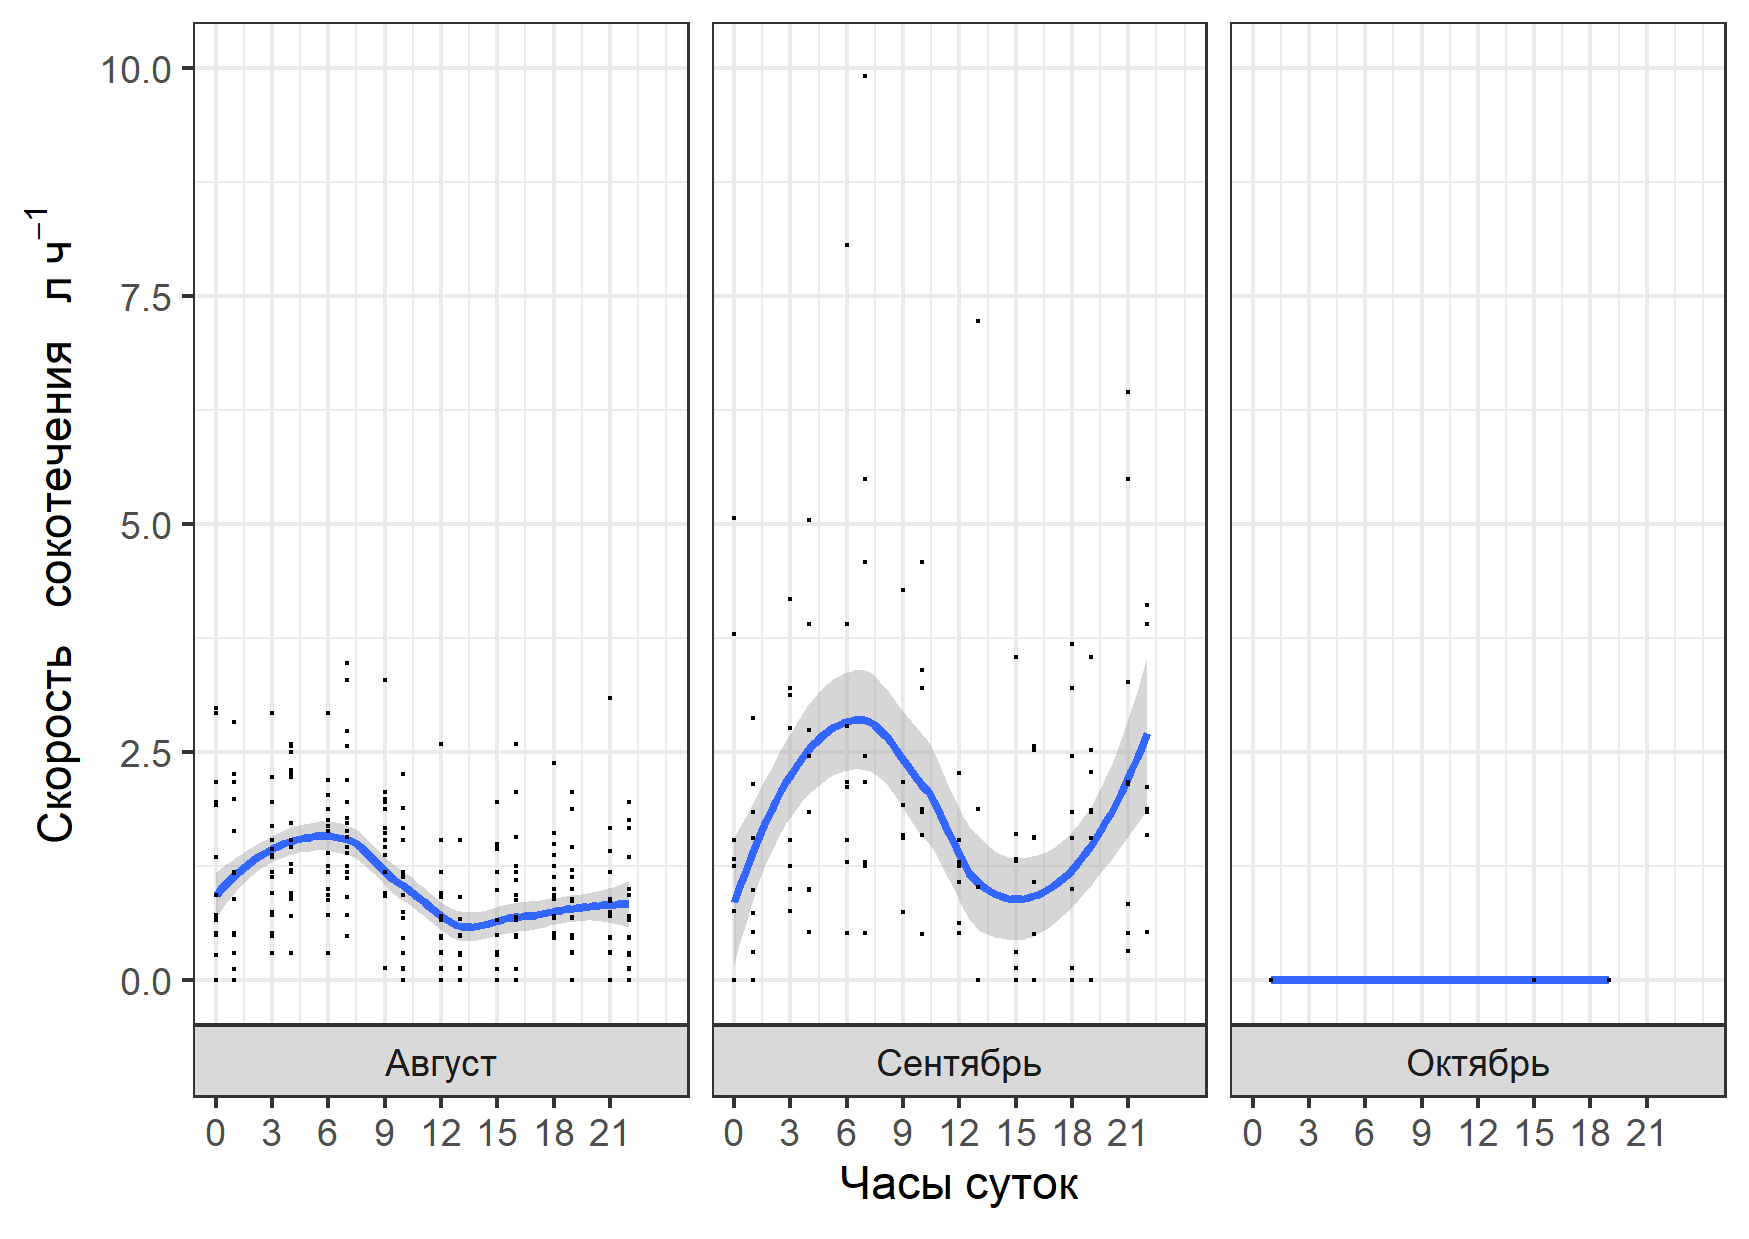 Скорость сокотечения л ч⁻¹
10.0
7.5
5.0
2.5
0.0
Август Сентябрь Октябрь
0 3 6 9 12 15 18 21 0 3 6 9 12 15 18 21 0 3 6 9 12 15 18 21
Часы суток